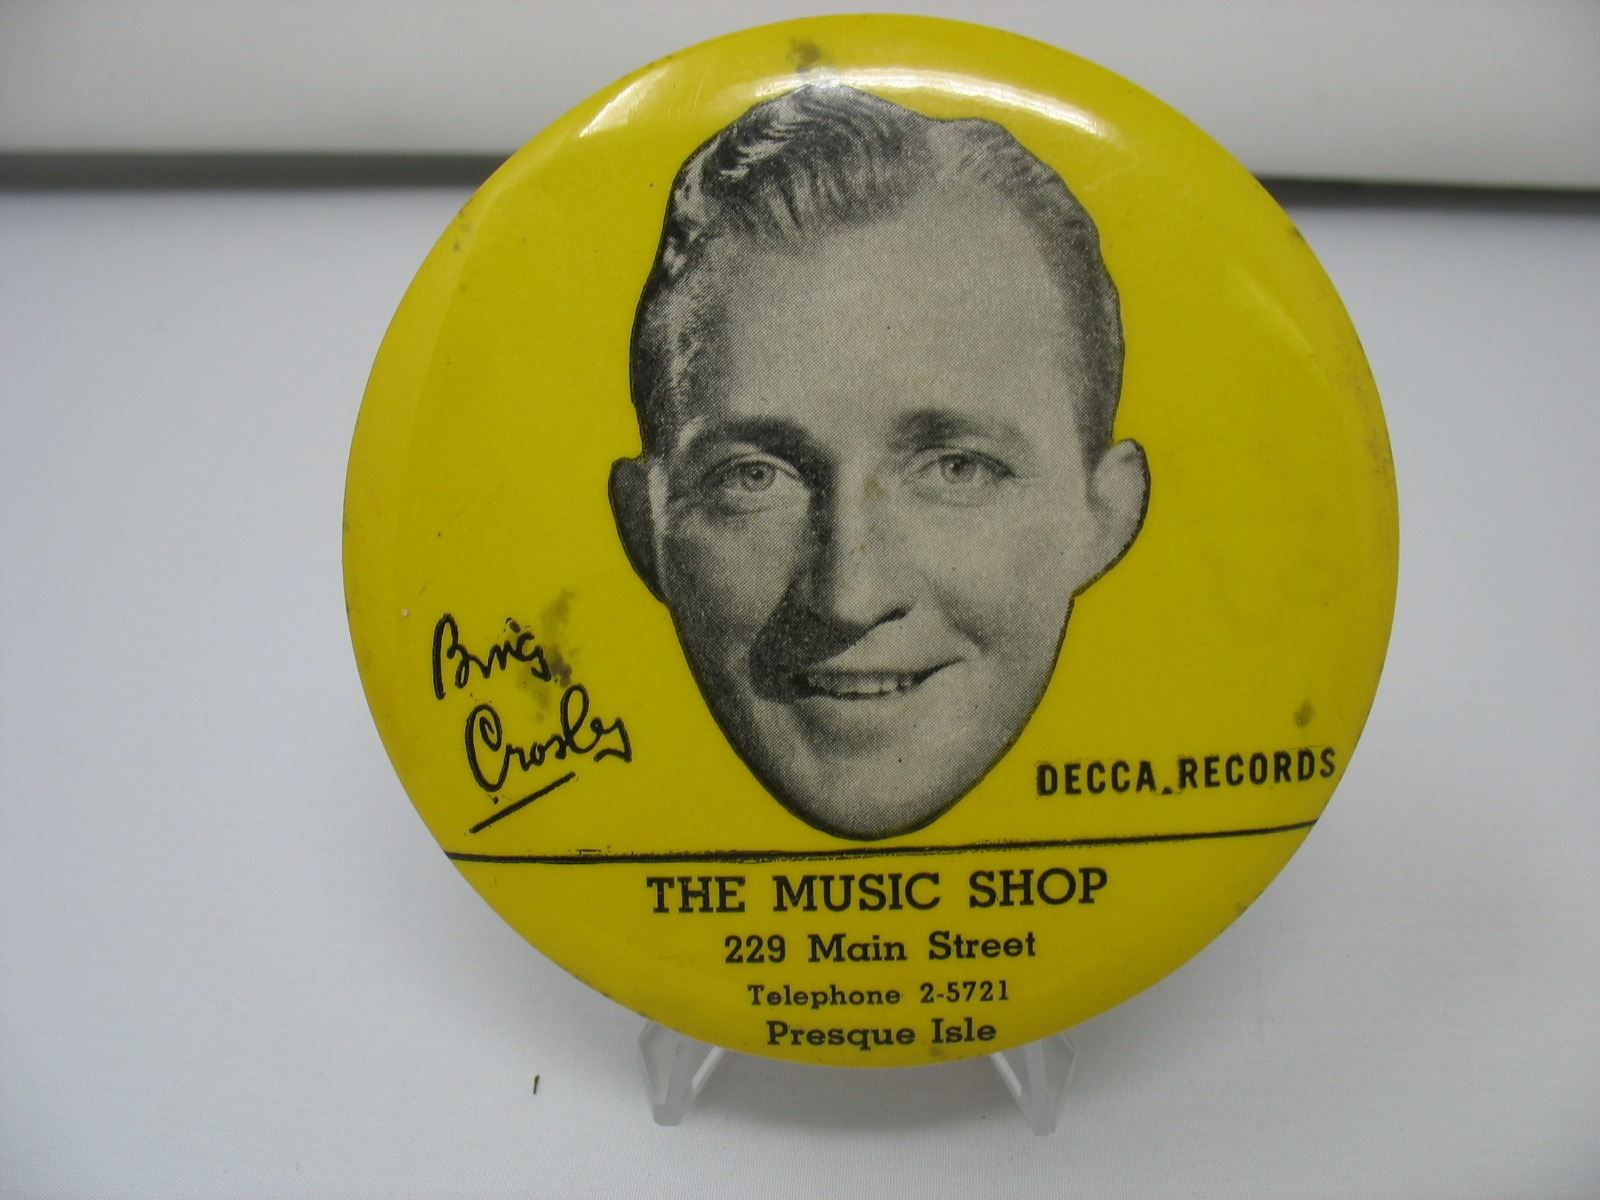 Bing
Crosby
DECCA RECORDS
THE MUSIC SHOP
229 Main Street
Telephone 2-5721
Presque Isle